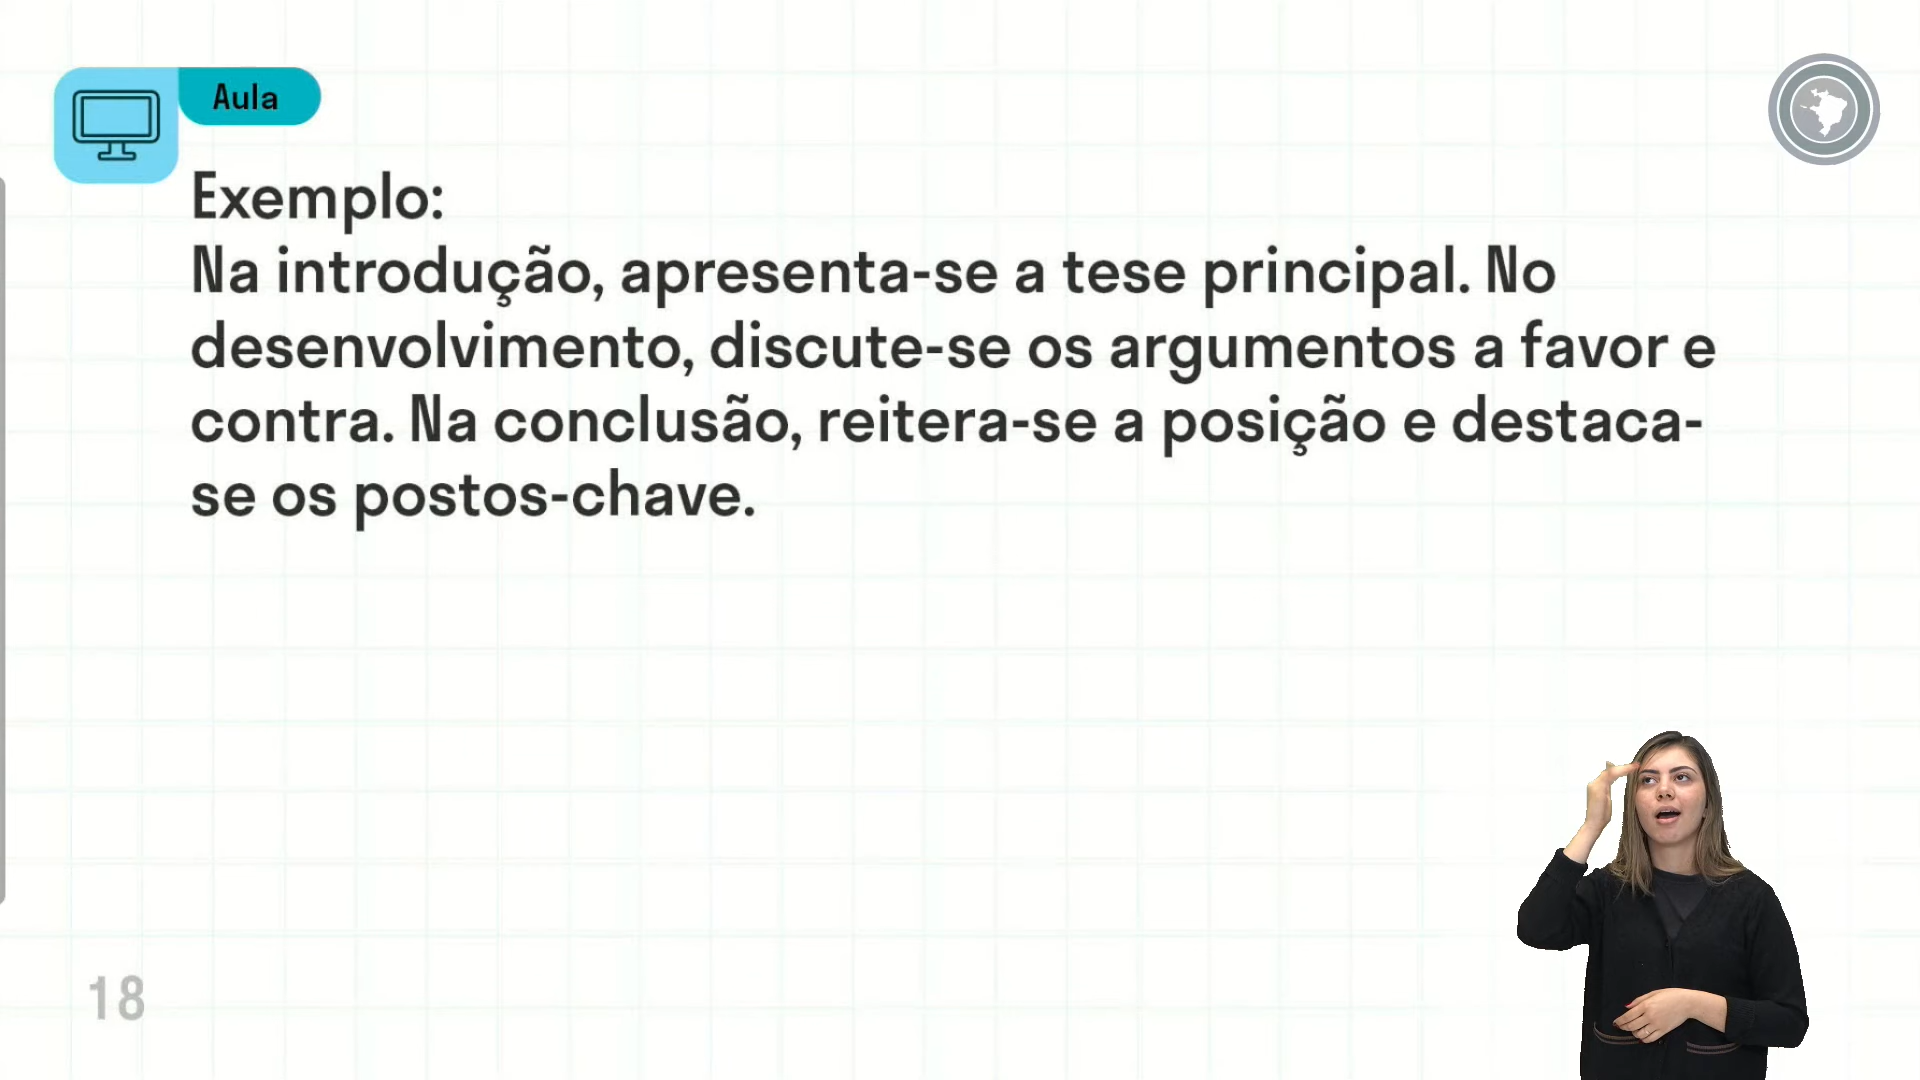 Aula
Exemplo:
Na introdução, apresenta-se a tese principal. No
desenvolvimento, discute-se os argumentos a favor e
contra. Na conclusão, reitera-se a posição e destaca-
se os postos-chave.
18